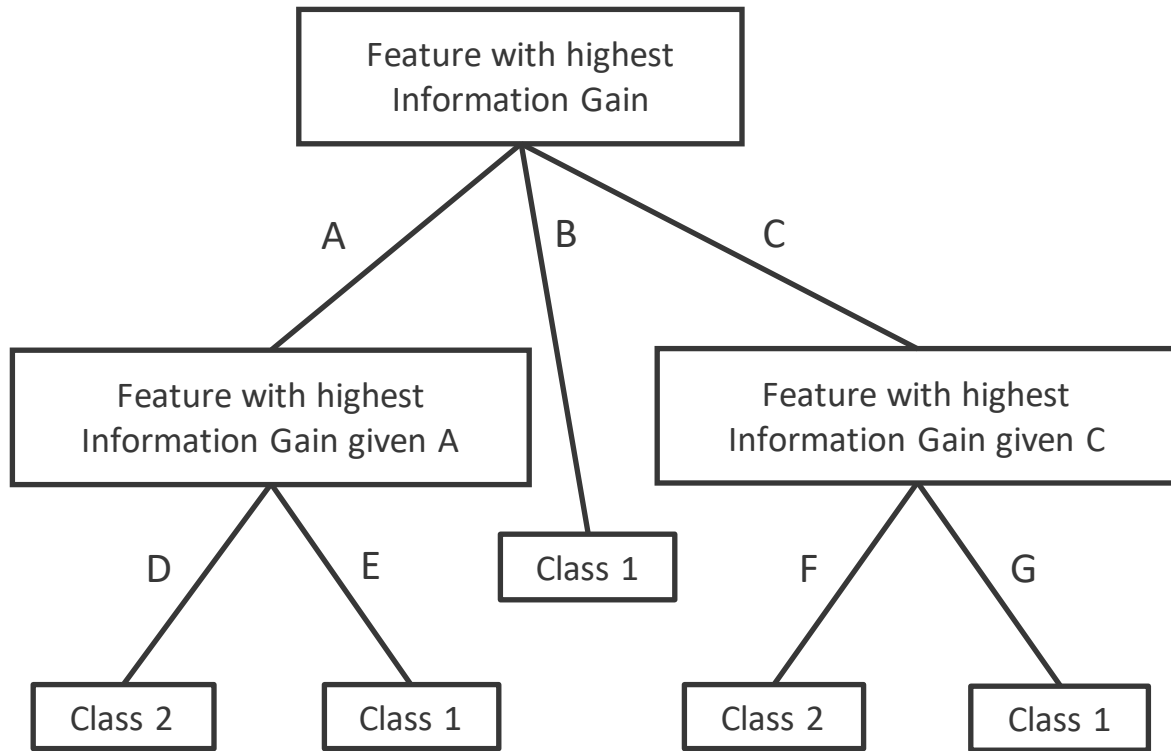 Feature with highest
Information Gain
A
B
C
Feature with highest
Information Gain given A
Feature with highest
Information Gain given C
D
E
Class 1
F
G
Class 2
Class 1
Class 2
Class 1